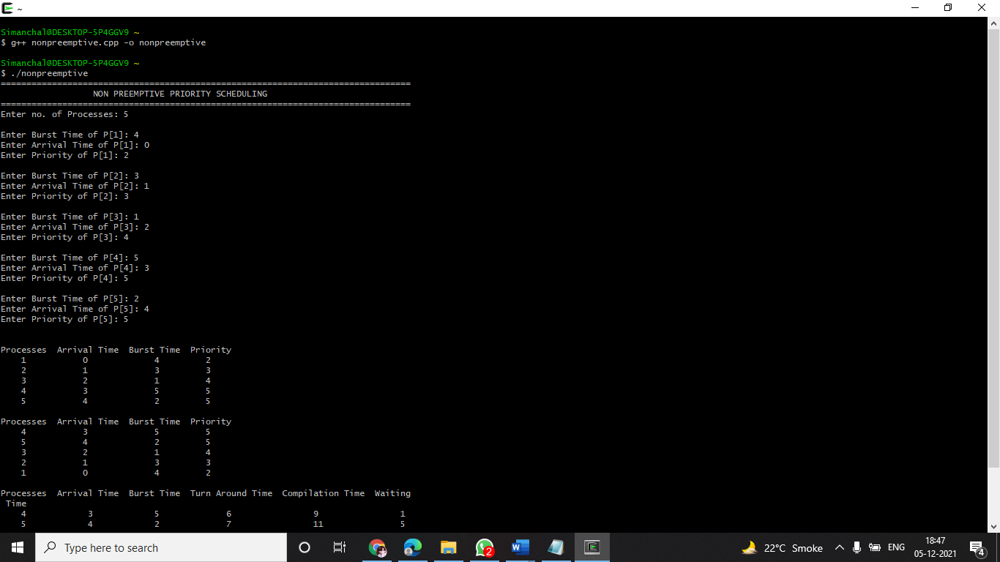 ~
Simanchal@DESKTOP-5P4GGV9 ~
$ g++ nonpreemptive.cpp -o nonpreemptive
Simanchal@DESKTOP-5P4GGV9 ~
$ ./nonpreemptive
================================================================================
NON PREEMPTIVE PRIORITY SCHEDULING
================================================================================
Enter no. of Processes: 5
Enter Burst Time of P[1]: 4
Enter Arrival Time of P[1]: 0
Enter Priority of P[1]: 2
Enter Burst Time of P[2]: 3
Enter Arrival Time of P[2]: 1
Enter Priority of P[2]: 3
Enter Burst Time of P[3]: 1
Enter Arrival Time of P[3]: 2
Enter Priority of P[3]: 4
Enter Burst Time of P[4]: 5
Enter Arrival Time of P[4]: 3
Enter Priority of P[4]: 5
Enter Burst Time of P[5]: 2
Enter Arrival Time of P[5]: 4
Enter Priority of P[5]: 5
Processes  Arrival Time  Burst Time  Priority
1 0 4 2
2 1 3 3
3 2 1 4
4 3 5 5
5 4 2 5
Processes  Arrival Time  Burst Time  Priority
4 3 5 5
5 4 2 5
3 2 1 4
2 1 3 3
1 0 4 2
Processes  Arrival Time  Burst Time  Turn Around Time  Compilation Time  Waiting
Time
4 3 5 6 9 1
5 4 2 7 11 5
Type here to search
2
W
22°C Smoke
ENG
18:47
05-12-2021
4